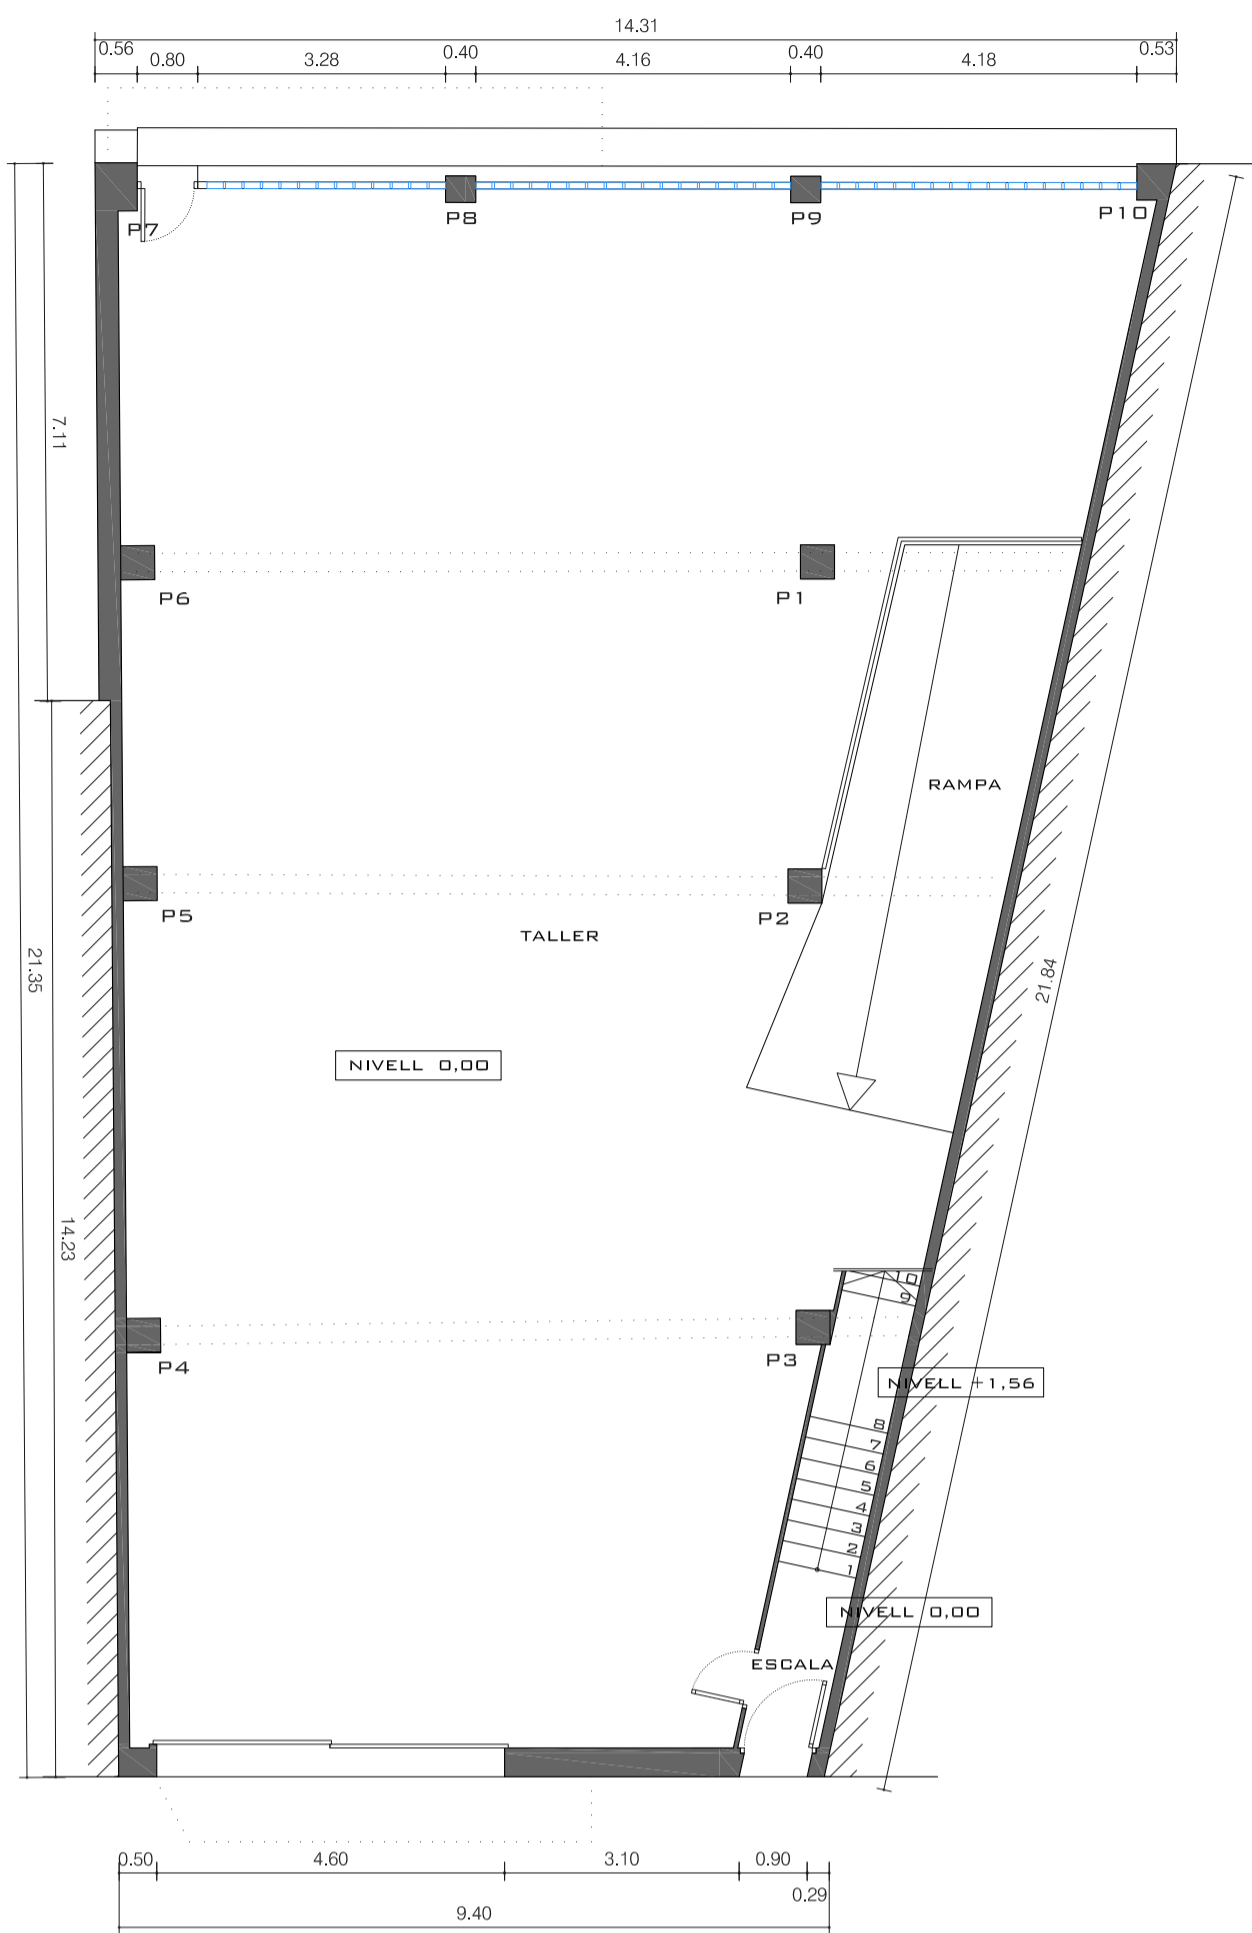 14.31
0.56 0.80 3.28 0.40 4.16 0.40 4.18 0.53
P7 P8 P9 P10
7.11
P6 P1
RAMPA
P5 P2
TALLER
21.35
21.84
NIVELL 0,00
14.23
10
9
P4 P3
NIVELL +1,56
8
7
6
5
4
3
2
1
NIVELL 0,00
ESCALA
0.50 4.60 3.10 0.90
0.29
9.40